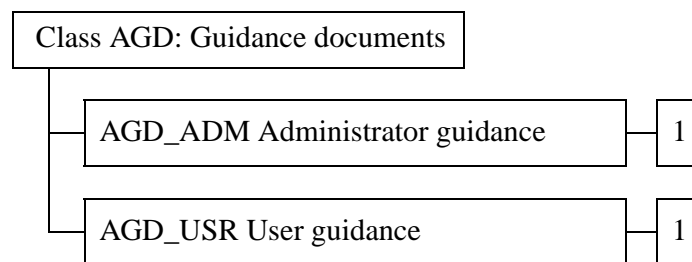 Class AGD: Guidance documents
AGD_ADM Administrator guidance 1
AGD_USR User guidance 1